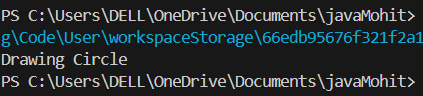 PS C:\Users\DELL\OneDrive\Documents\javaMohit>
g\Code\User\workspaceStorage\66edb95676f321f2a1
Drawing Circle
PS C:\Users\DELL\OneDrive\Documents\javaMohit>